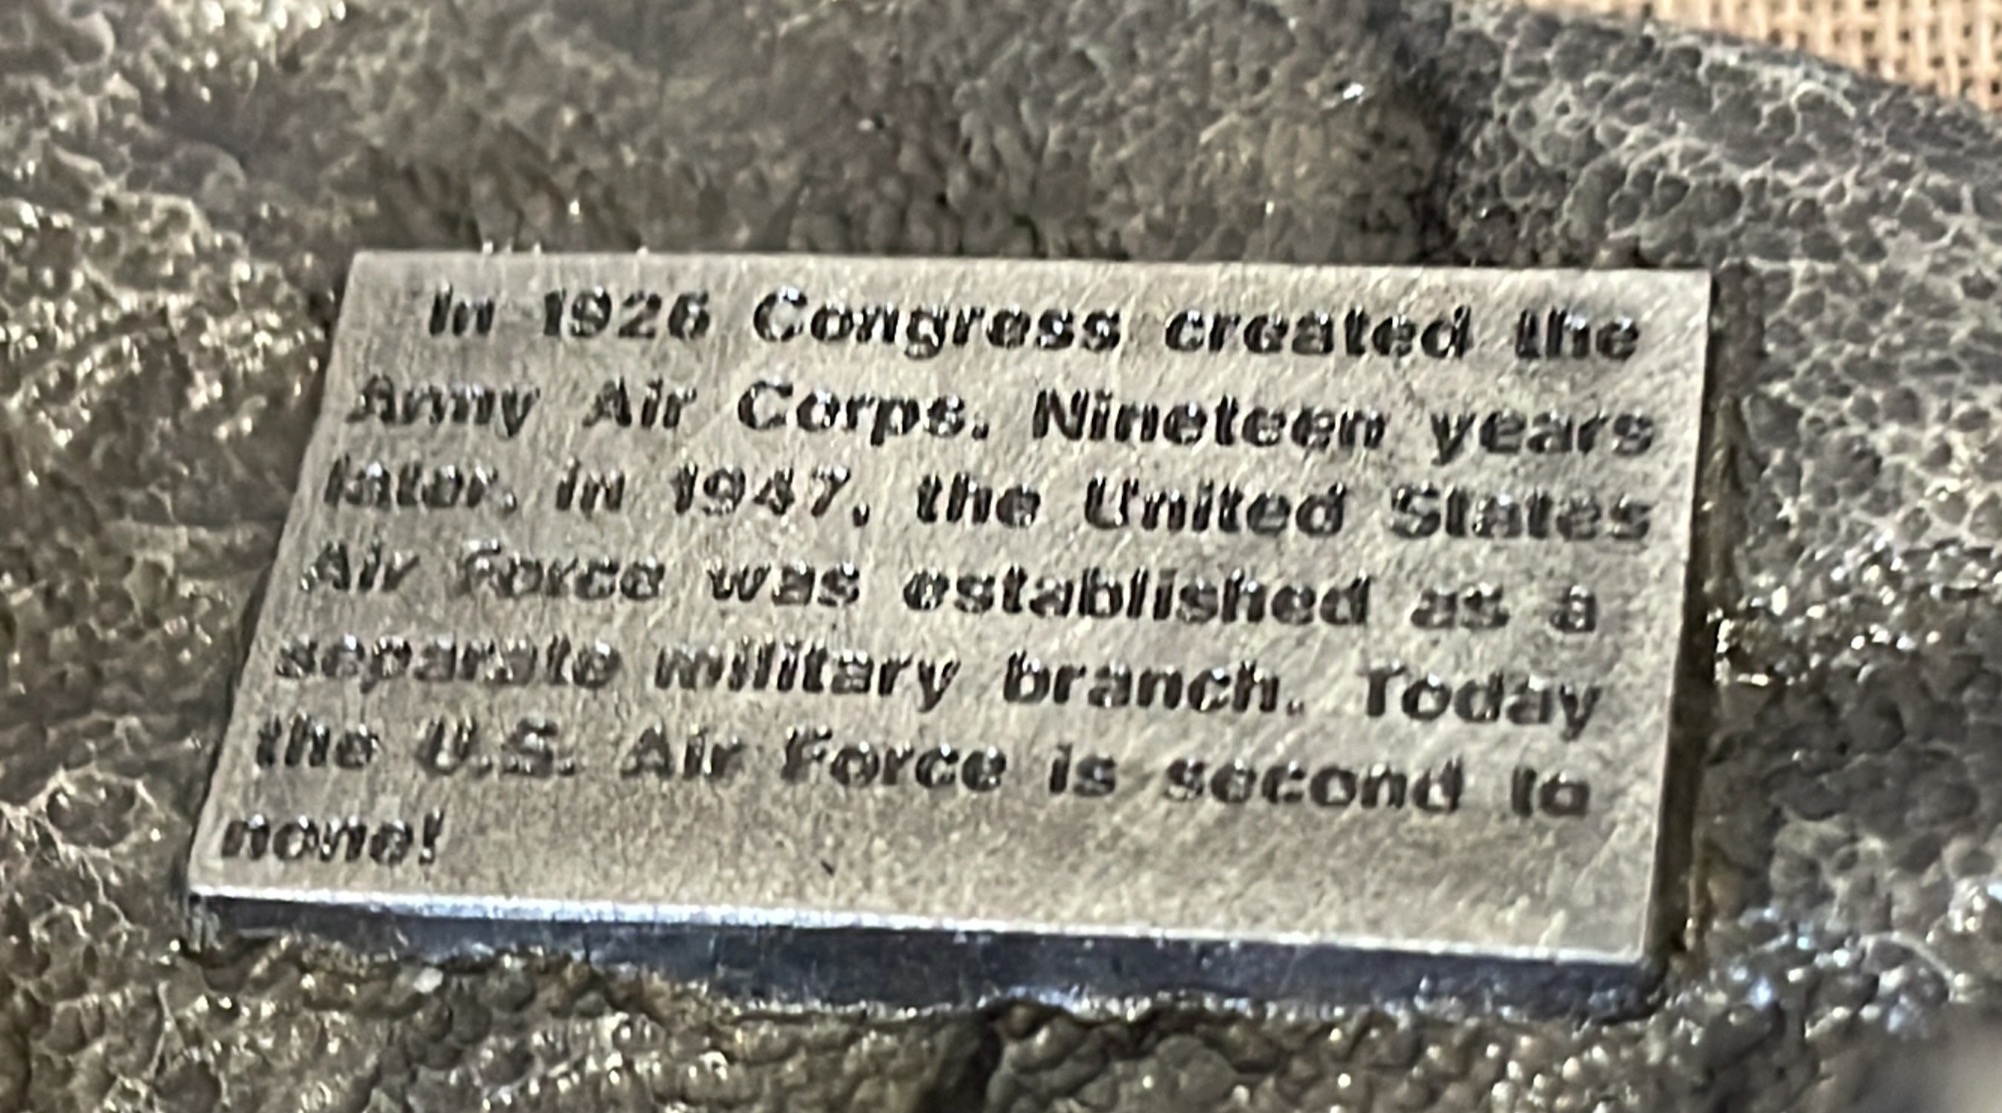 In 1926 Congress created the
Army Air Corps. Nineteen years
later, in 1947, the United States
Air Force was established as a
separate military branch. Today
the U.S. Air Force is second to
none!